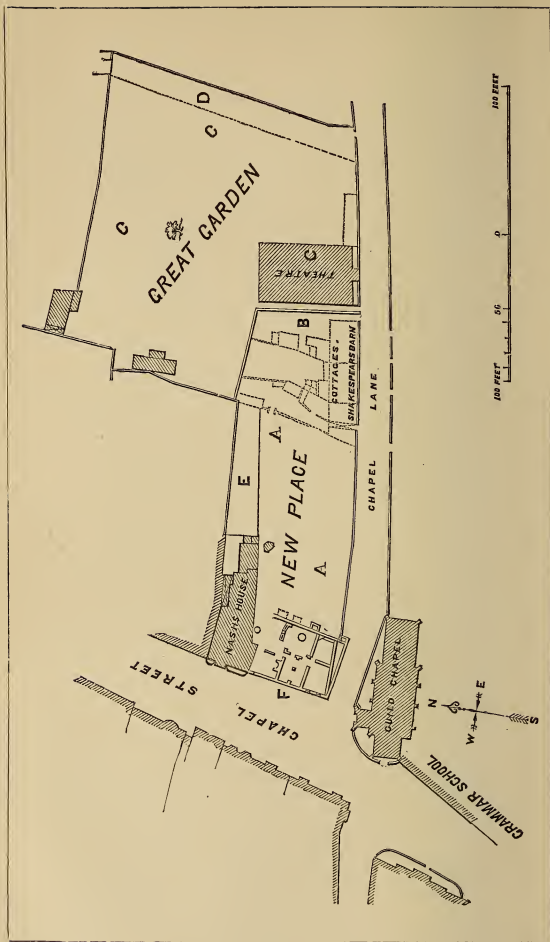 100 FEET
50
0
100 FEET
D
C
C
GREAT GARDEN
THEATRE
C
B
COTTAGES.
SHAKESPEARS BARN
CHAPEL LANE
E
A
NEW PLACE
A
NASH'S HOUSE
F
CHAPEL STREET
GUILD CHAPEL
N
E
W
S
GRAMMAR SCHOOL